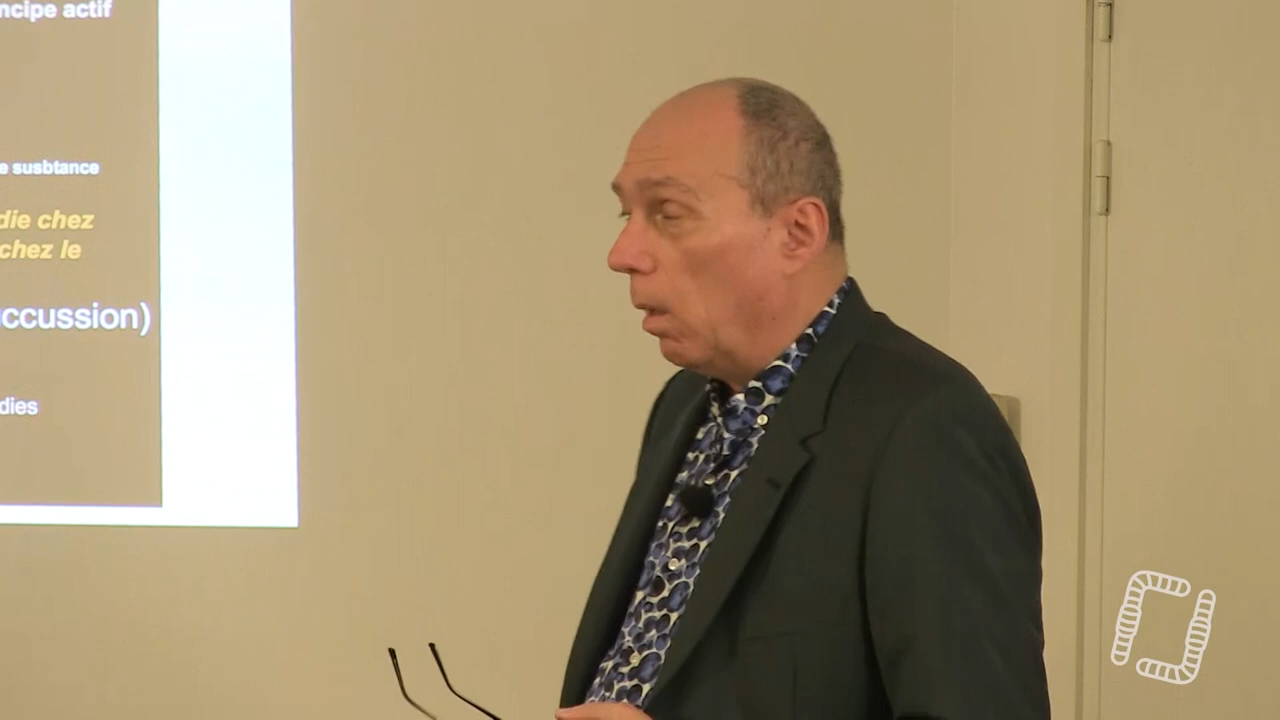 ncipe actif
e susbtance
die chez
chez le
ccussion)
dies